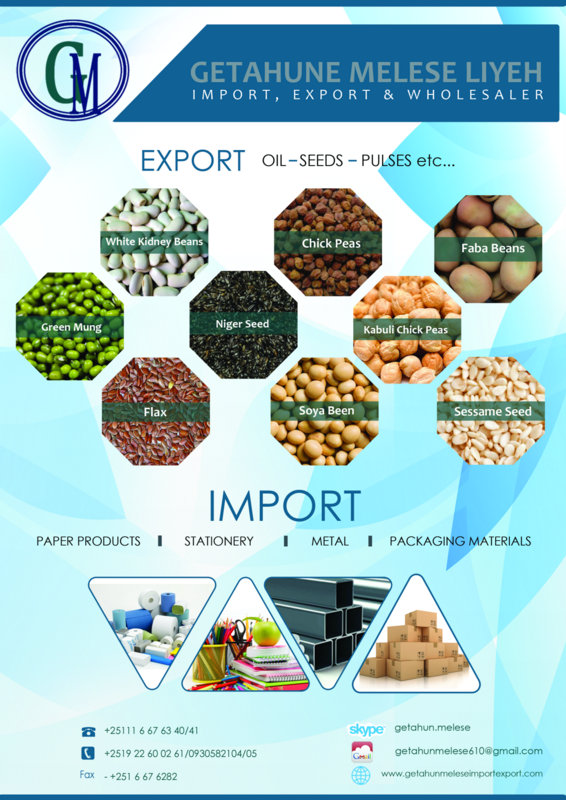 GM
GETAHUNE MELESE LIYEH
IMPORT, EXPORT & WHOLESALER
EXPORT OIL-SEEDS - PULSES etc...
White Kidney Beans
Chick Peas
Faba Beans
Green Mung
Niger Seed
Kabuli Chick Peas
Flax
Soya Been
Sessame Seed
IMPORT
PAPER PRODUCTS | STATIONERY | METAL | PACKAGING MATERIALS
+25111 6 67 63 40/41
+2519 22 60 02 61/0930582104/05
Fax - +251 6 67 6282
skype getahun.melese
Gmail getahunmelese610@gmail.com
www.getahunmeleseimportexport.com